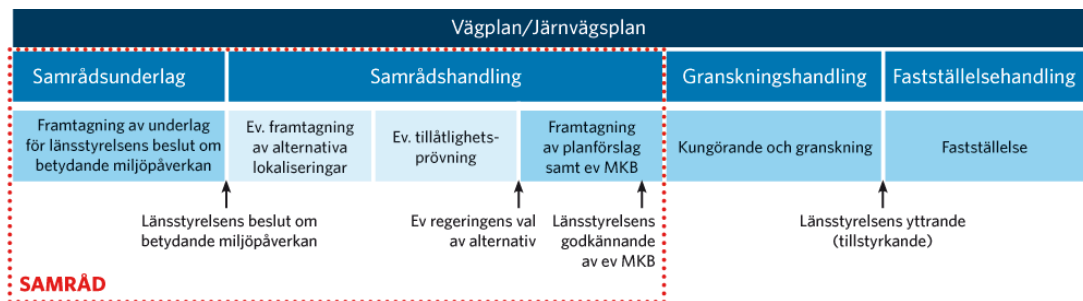 Vägplan/Järnvägsplan
Samrådsunderlag
Samrådshandling
Granskningshandling
Fastställelsehandling
Framtagning av underlag
för länsstyrelsens beslut om
betydande miljöpåverkan
Ev. framtagning
av alternativa
lokaliseringar
Ev. tillåtlighets-
prövning
Framtagning
av planförslag
samt ev MKB
Kungörande och granskning
Fastställelse
Länsstyrelsens beslut om
betydande miljöpåverkan
Ev regeringens val
av alternativ
Länsstyrelsens
godkännande
av ev MKB
Länsstyrelsens yttrande
(tillstyrkande)
SAMRÅD